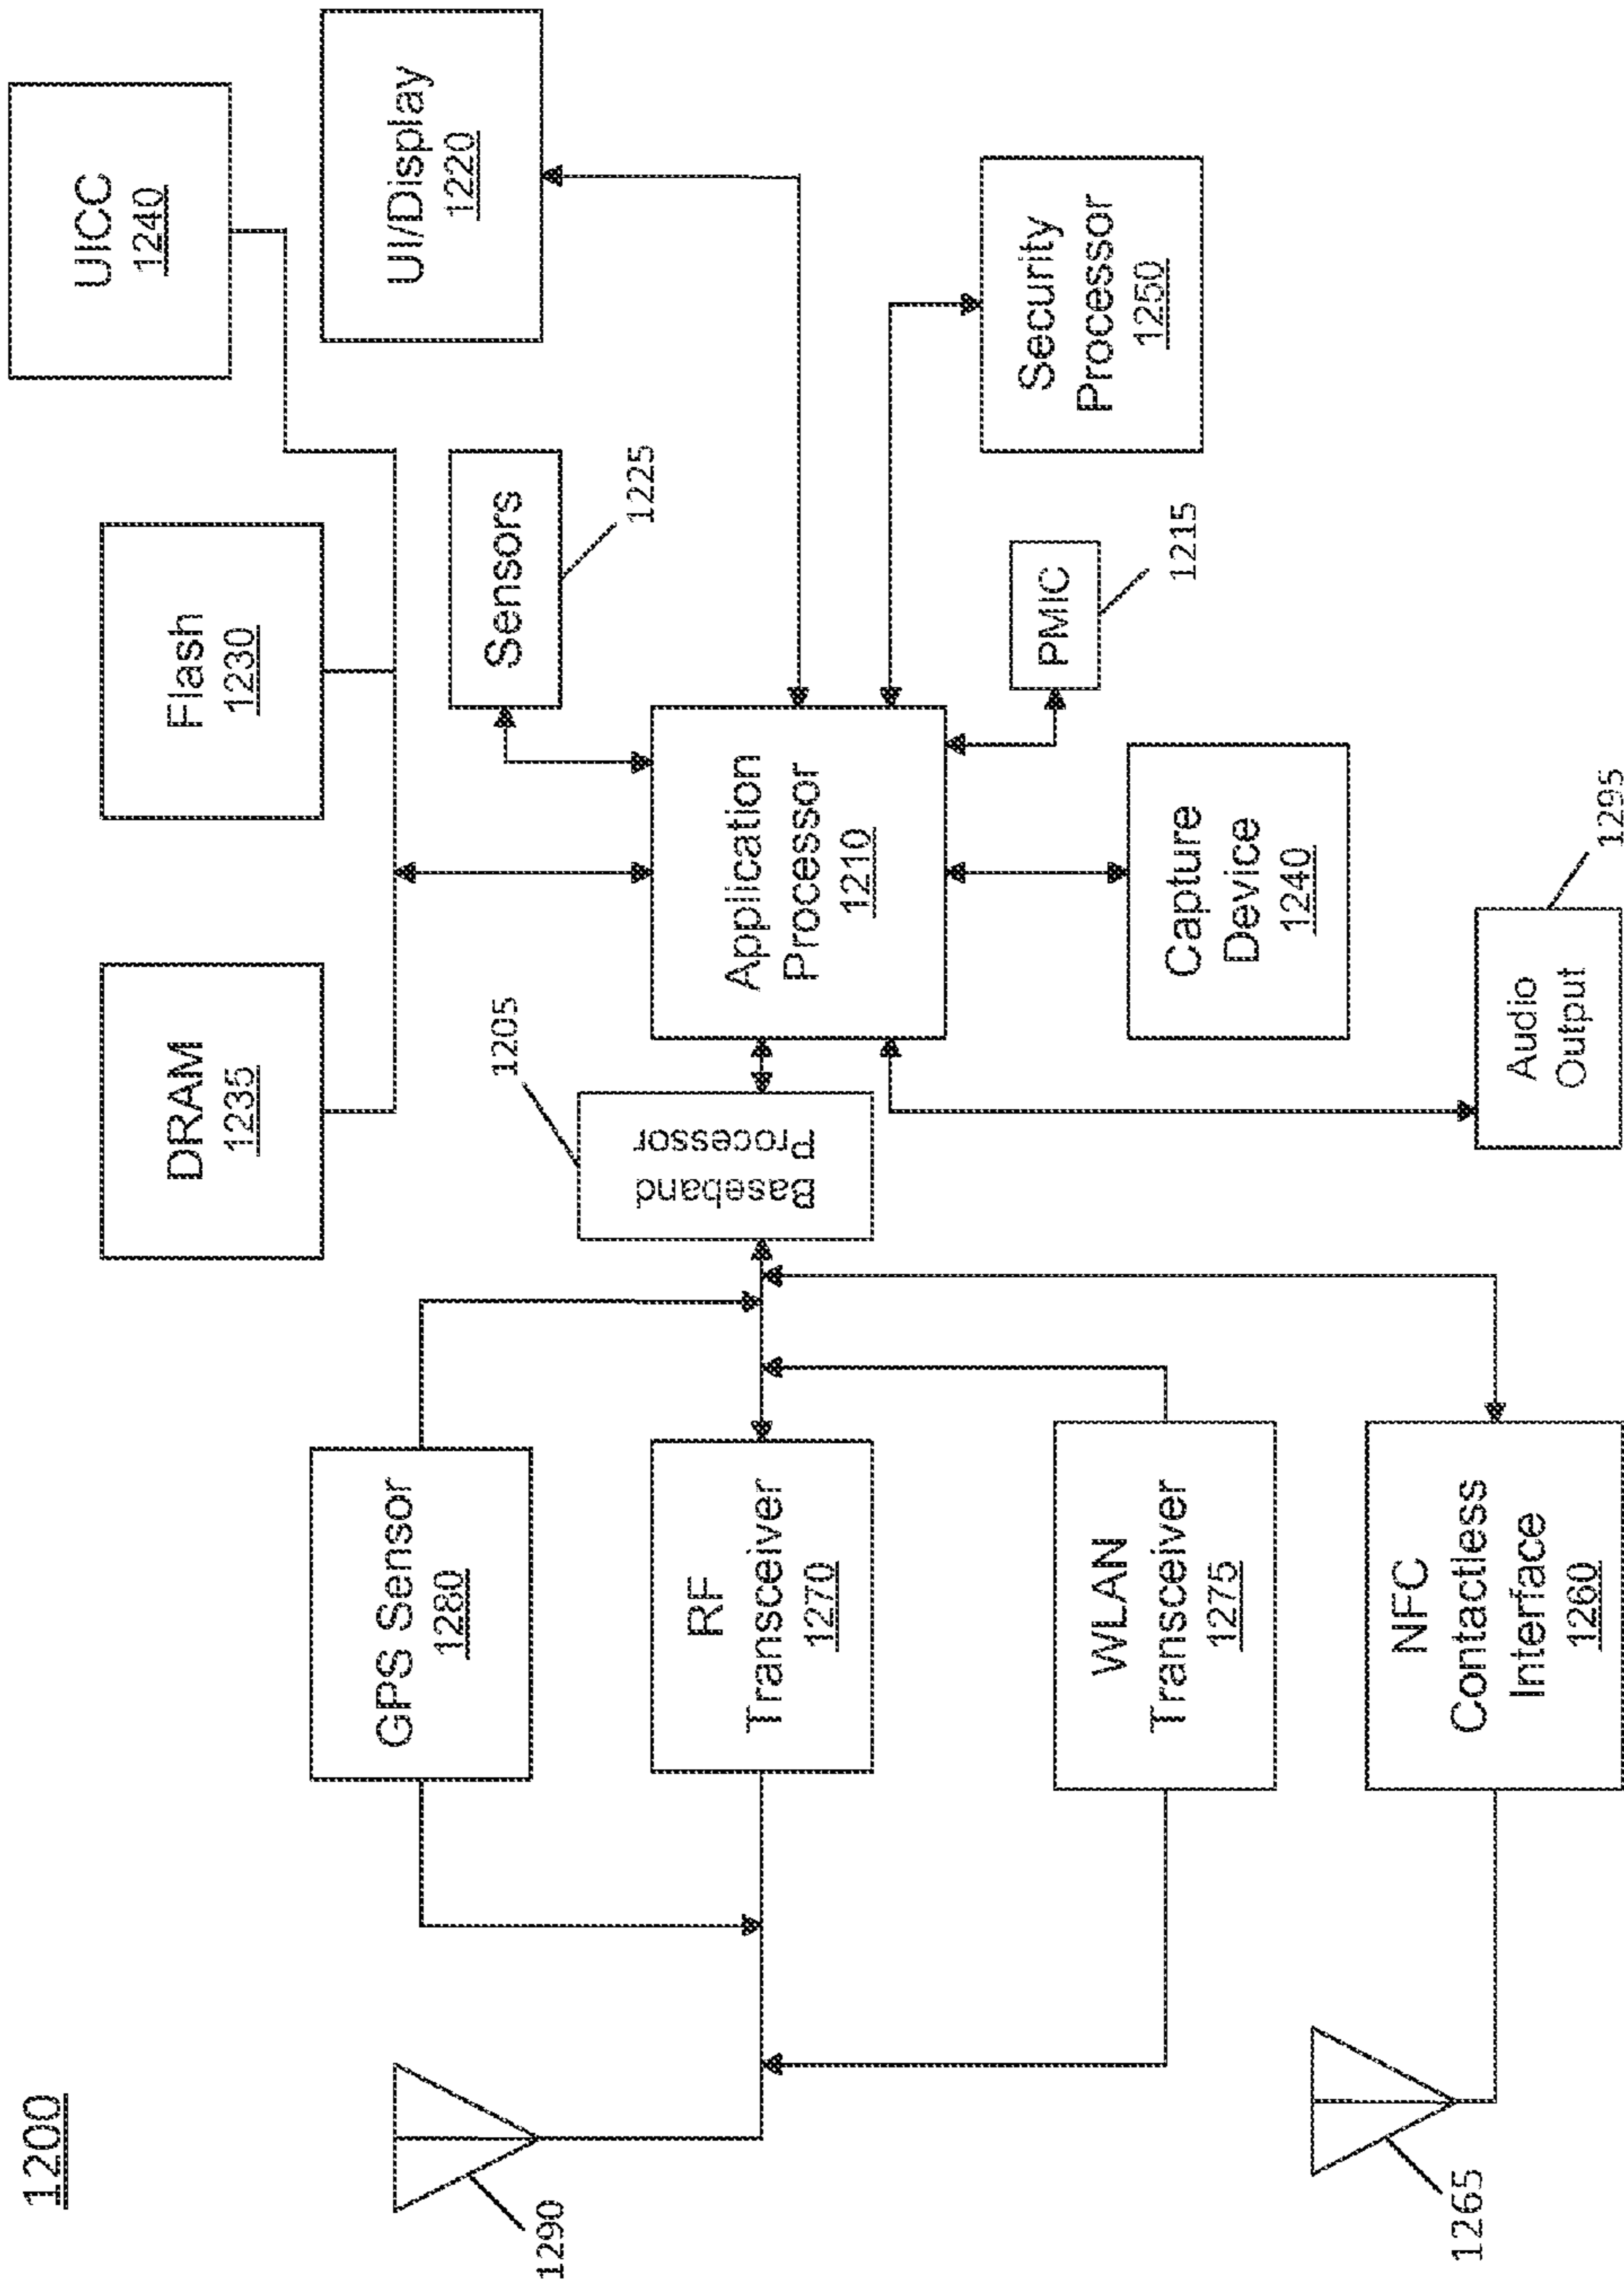 1200
UICC
1240
Flash
1230
DRAM
1235
UI/Display
1220
Sensors
1225
1205
Baseband
Processor
Application
Processor
1210
Security
Processor
1250
PMIC
1215
Capture
Device
1240
Audio
Output
1295
GPS Sensor
1280
RF
Transceiver
1270
WLAN
Transceiver
1275
NFC
Contactless
Interface
1260
1290
1265